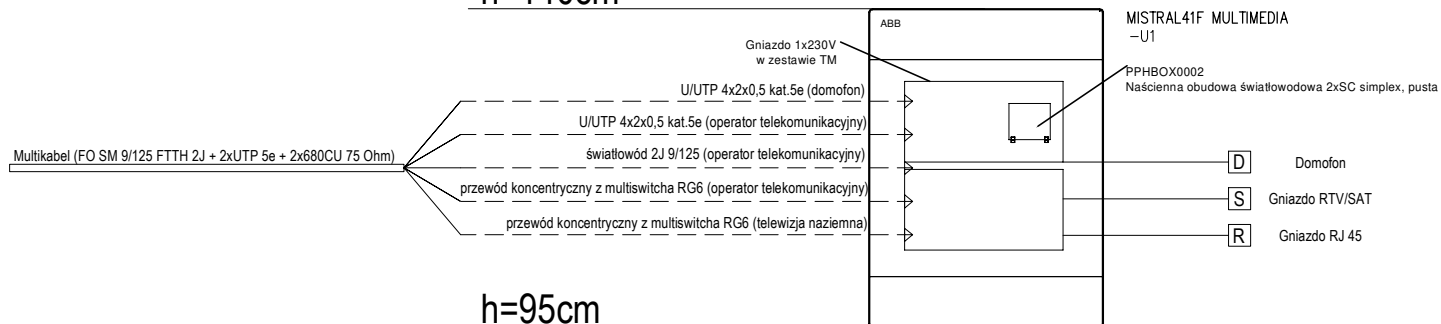 ABB
MISTRAL41F MULTIMEDIA
-U1
Gniazdo 1x230V
w zestawie TM
PPHBOX0002
Naścienna obudowa światłowodowa 2xSC simplex, pusta
U/UTP 4x2x0,5 kat.5e (domofon)
U/UTP 4x2x0,5 kat.5e (operator telekomunikacyjny)
Multikabel (FO SM 9/125 FTTH 2J + 2xUTP 5e + 2x680CU 75 Ohm)
światłowód 2J 9/125 (operator telekomunikacyjny)
D Domofon
przewód koncentryczny z multiswitcha RG6 (operator telekomunikacyjny)
S Gniazdo RTV/SAT
przewód koncentryczny z multiswitcha RG6 (telewizja naziemna)
R Gniazdo RJ 45
h=95cm